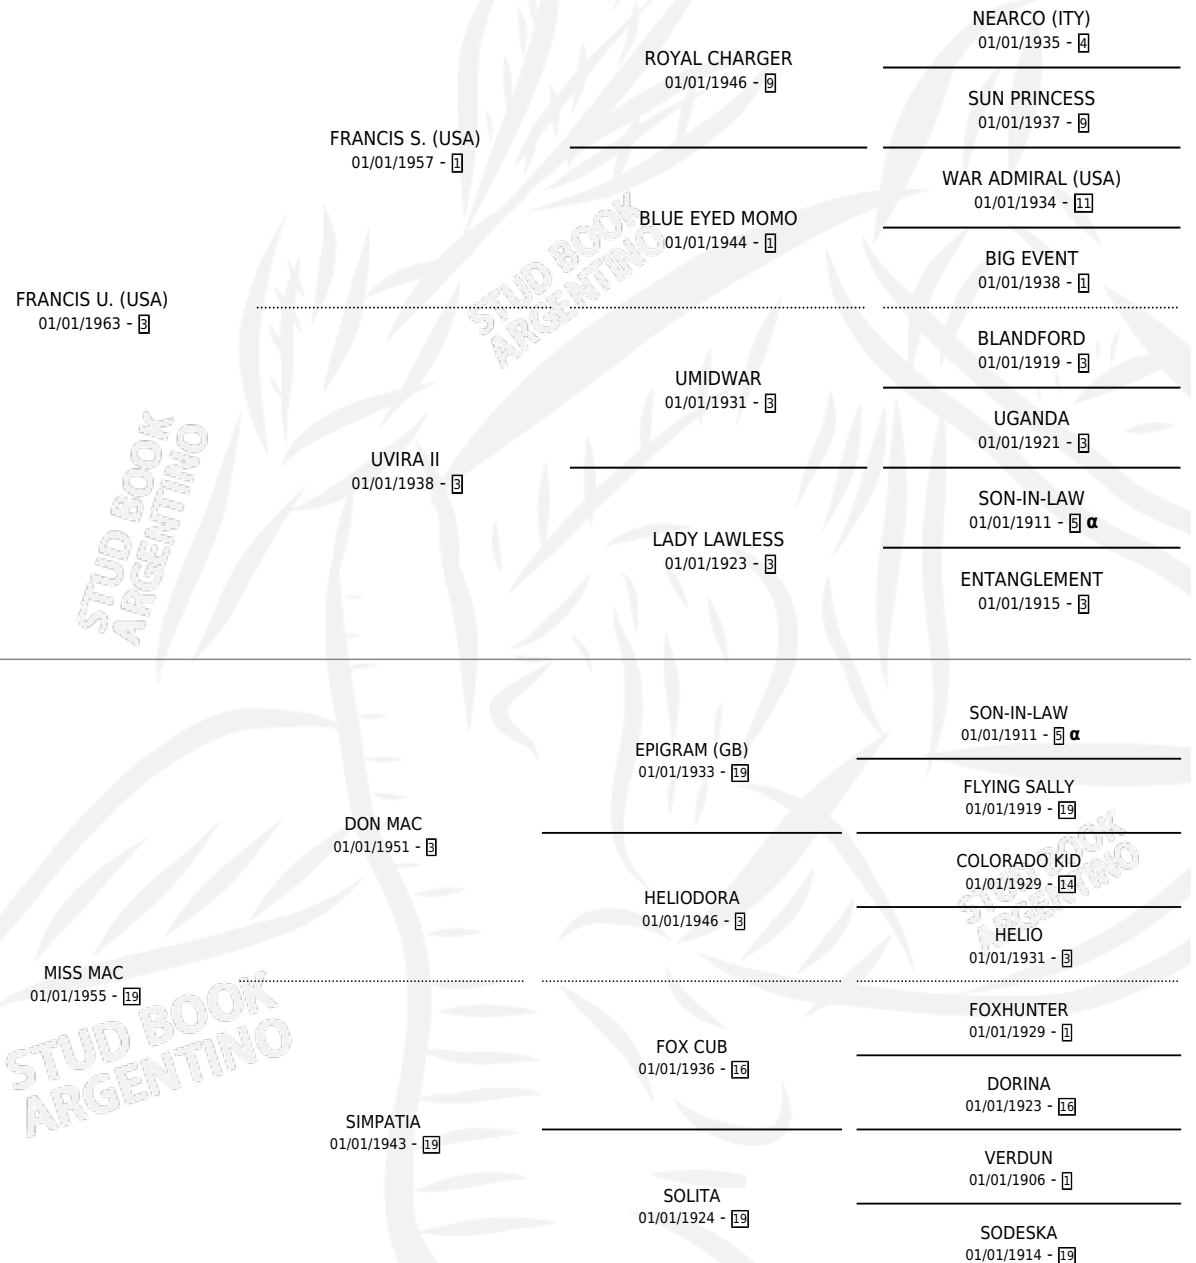 NEARCO (ITY)
01/01/1935 - 4
ROYAL CHARGER
01/01/1946 - 9
SUN PRINCESS
01/01/1937 - 9
FRANCIS S. (USA)
01/01/1957 - 1
WAR ADMIRAL (USA)
01/01/1934 - 11
BLUE EYED MOMO
01/01/1944 - 1
BIG EVENT
01/01/1938 - 1
FRANCIS U. (USA)
01/01/1963 - 3
BLANDFORD
01/01/1919 - 3
UMIDWAR
01/01/1931 - 3
UGANDA
01/01/1921 - 3
UVIRA II
01/01/1938 - 3
SON-IN-LAW
01/01/1911 - 5 α
LADY LAWLESS
01/01/1923 - 3
ENTANGLEMENT
01/01/1915 - 3
SON-IN-LAW
01/01/1911 - 5 α
EPIGRAM (GB)
01/01/1933 - 19
FLYING SALLY
01/01/1919 - 19
DON MAC
01/01/1951 - 3
COLORADO KID
01/01/1929 - 14
HELIODORA
01/01/1946 - 3
HELIO
01/01/1931 - 3
MISS MAC
01/01/1955 - 19
FOXHUNTER
01/01/1929 - 1
FOX CUB
01/01/1936 - 16
DORINA
01/01/1923 - 16
SIMPATIA
01/01/1943 - 19
VERDUN
01/01/1906 - 1
SOLITA
01/01/1924 - 19
SODESKA
01/01/1914 - 19
STUD BOOK
ARGENTINO
STUD BOOK
ARGENTINO
STUD BOOK
ARGENTINO
STUD BOOK
ARGENTINO